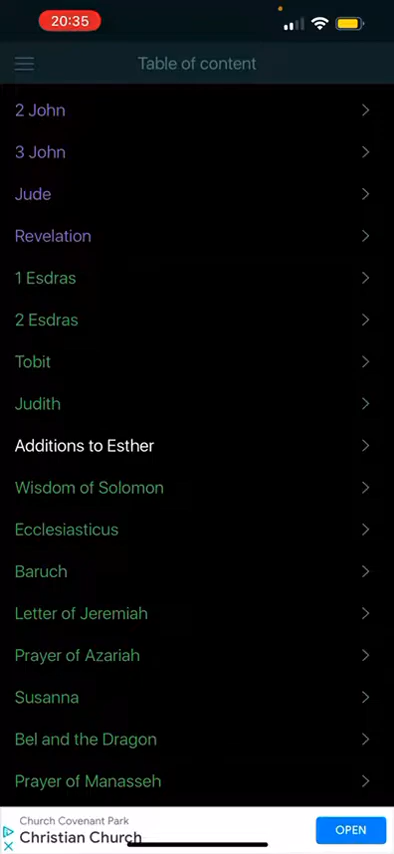 20:35
Table of content
2 John
3 John
Jude
Revelation
1 Esdras
2 Esdras
Tobit
Judith
Additions to Esther
Wisdom of Solomon
Ecclesiasticus
Baruch
Letter of Jeremiah
Prayer of Azariah
Susanna
Bel and the Dragon
Prayer of Manasseh
Church Covenant Park
Christian Church
OPEN